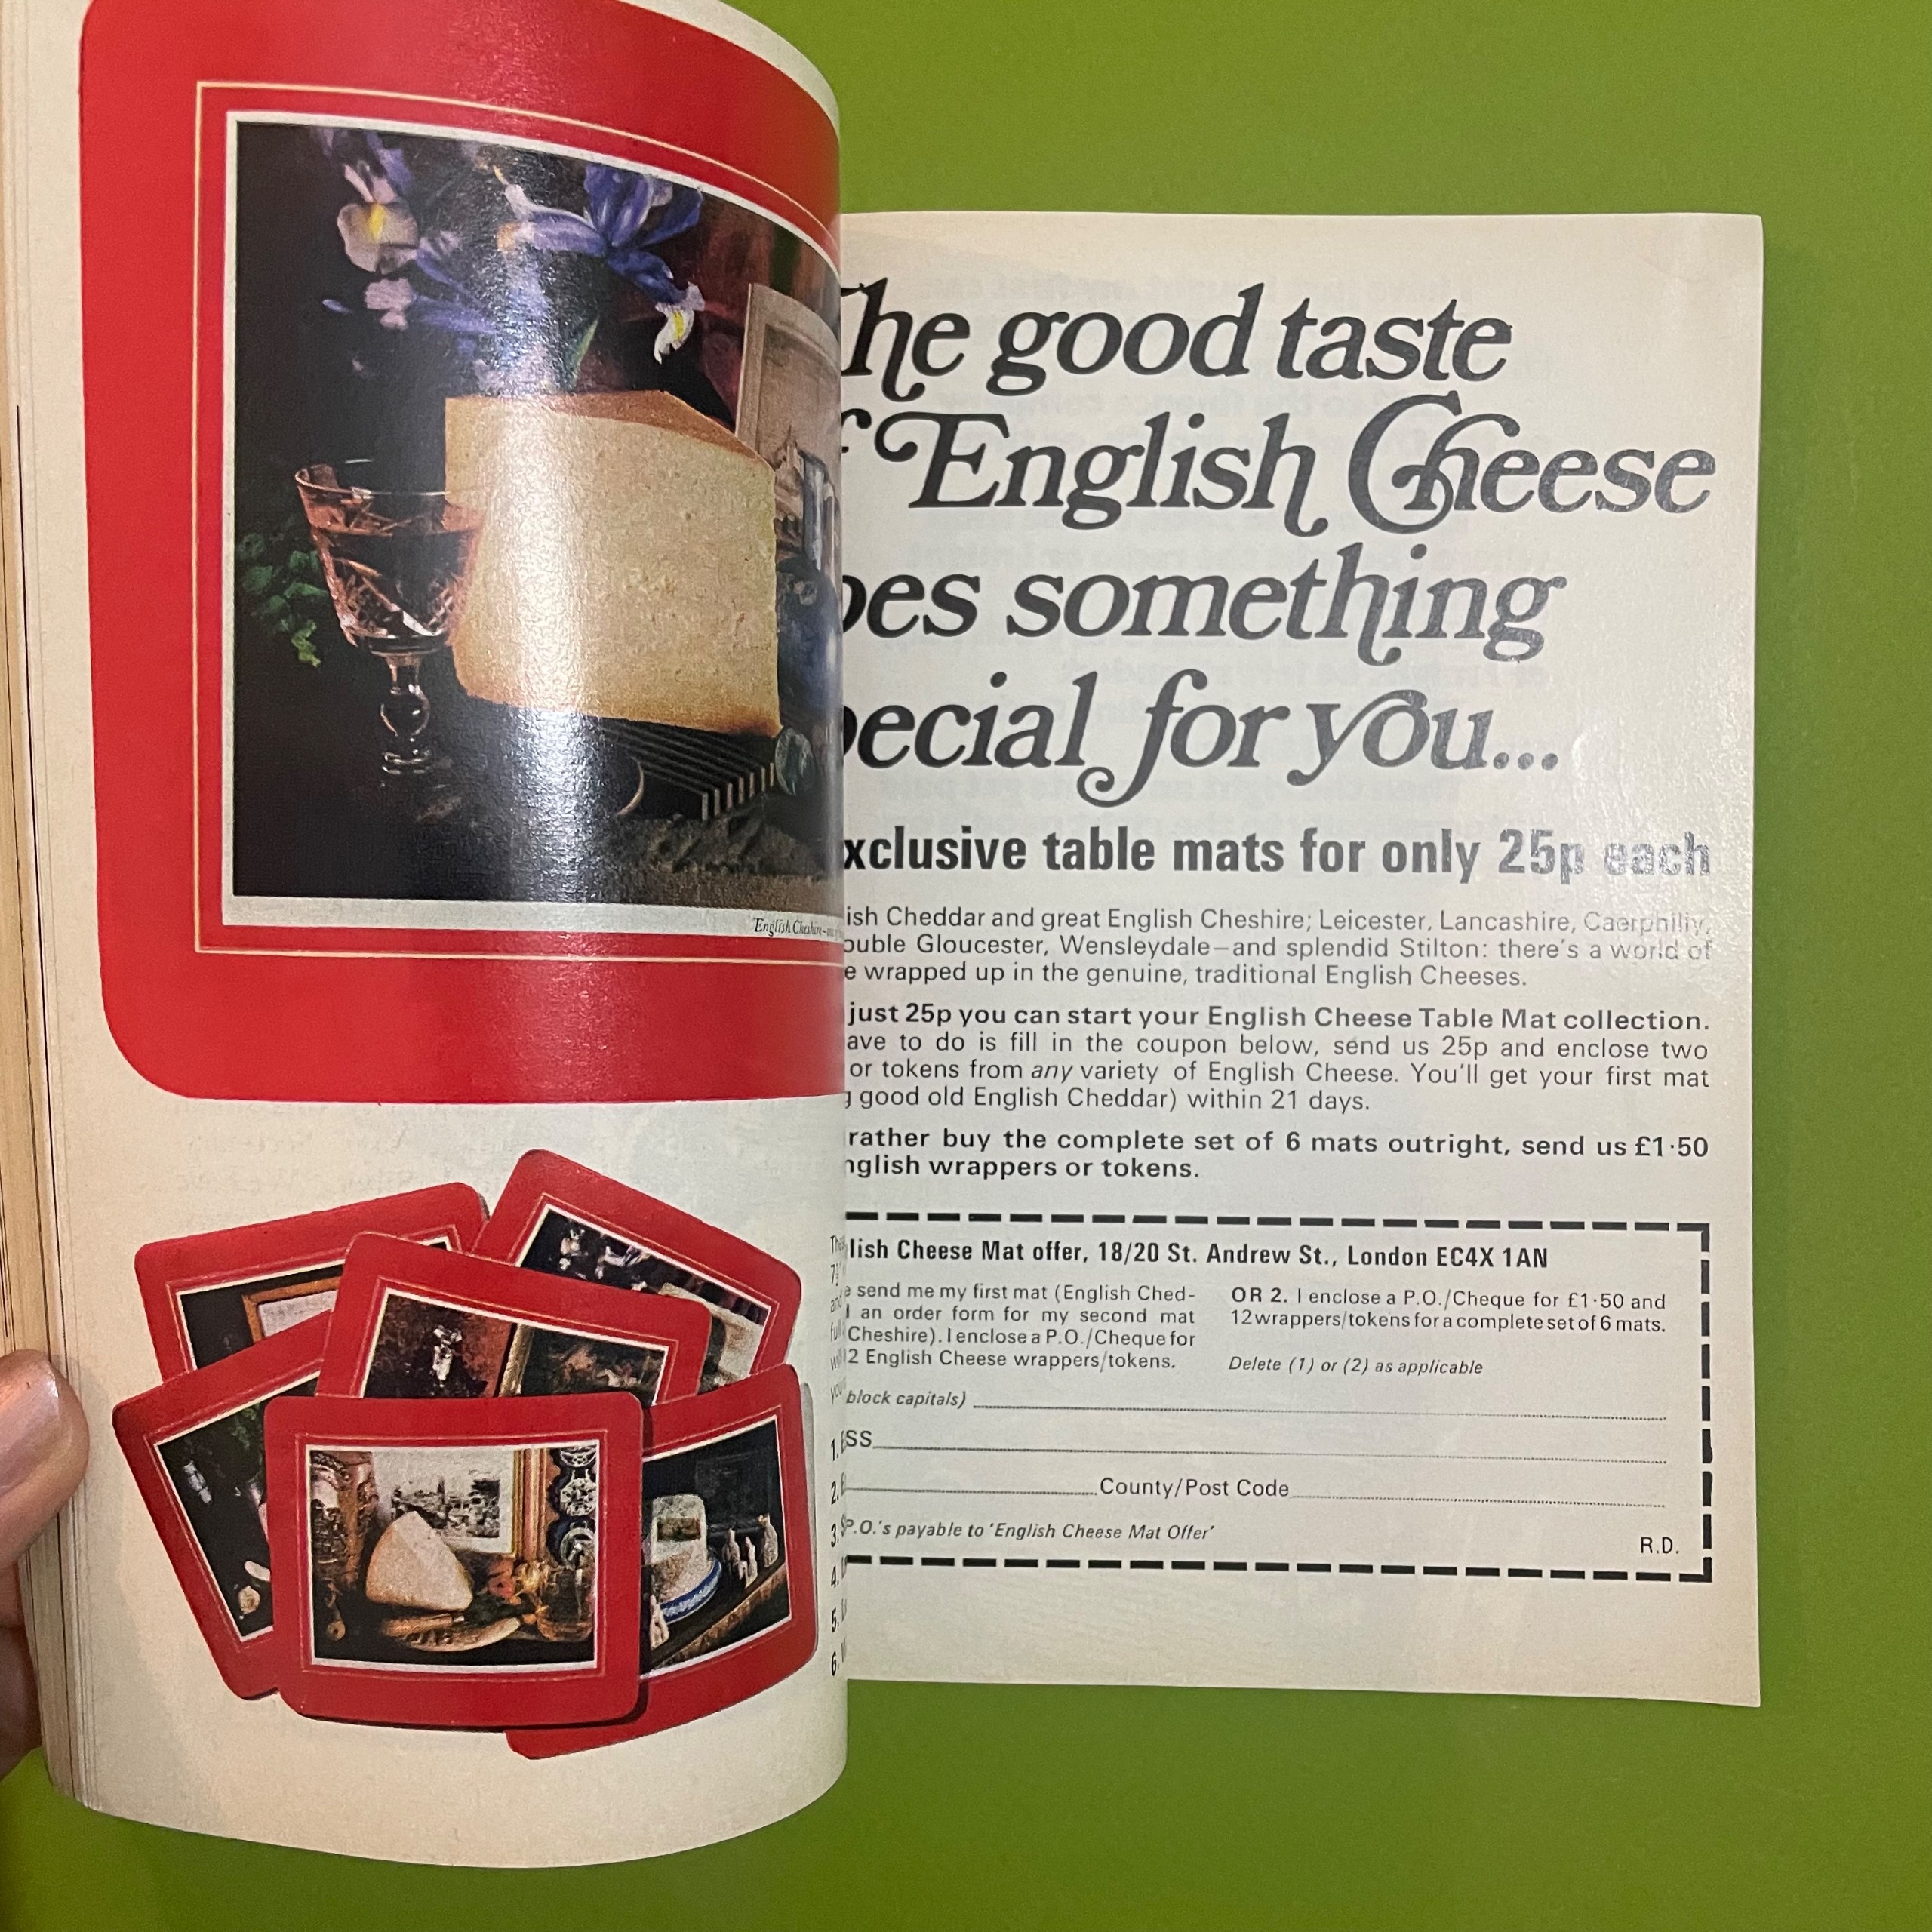 'English Cheshire-
he good taste
f English Cheese
oes something
pecial for you...
xclusive table mats for only 25p each
ish Cheddar and great English Cheshire; Leicester, Lancashire, Caerphilly,
ouble Gloucester, Wensleydale—and splendid Stilton: there's a world of
e wrapped up in the genuine, traditional English Cheeses.
just 25p you can start your English Cheese Table Mat collection.
ave to do is fill in the coupon below, send us 25p and enclose two
or tokens from any variety of English Cheese. You'll get your first mat
g good old English Cheddar) within 21 days.
rather buy the complete set of 6 mats outright, send us £1·50
nglish wrappers or tokens.
lish Cheese Mat offer, 18/20 St. Andrew St., London EC4X 1AN
e send me my first mat (English Ched-
an order form for my second mat
Cheshire). I enclose a P.O./Cheque for
2 English Cheese wrappers/tokens.
OR 2. I enclose a P.O./Cheque for £1·50 and
12 wrappers/tokens for a complete set of 6 mats.
Delete (1) or (2) as applicable
block capitals)
SS
County/Post Code
P.O.'s payable to 'English Cheese Mat Offer'
R.D.
1.
2.
3.
4.
5.
6.